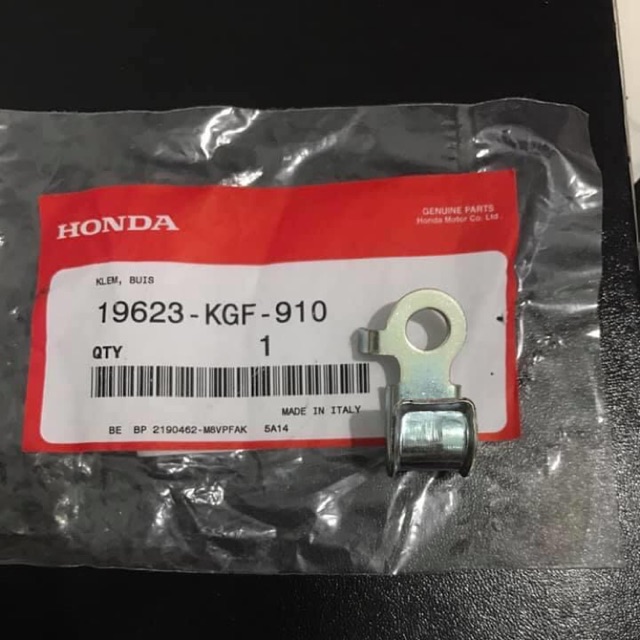 HONDA
GENUINE PARTS
Honda Motor Co. Ltd.
KLEM, BUIS
19623-KGF-910
QTY 1
MADE IN ITALY
BE BP 2190462-M8VPFAK 5A14